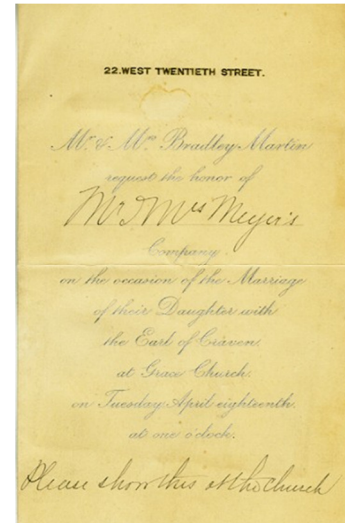 22. WEST TWENTIETH STREET.
Mr. & Mrs. Bradley Martin
request the honor of
Mr & Mrs Meyer's
Company
on the occasion of the Marriage
of their Daughter with
the Earl of Craven,
at Grace Church,
on Tuesday April eighteenth,
at one o'clock.
Please show this at the church